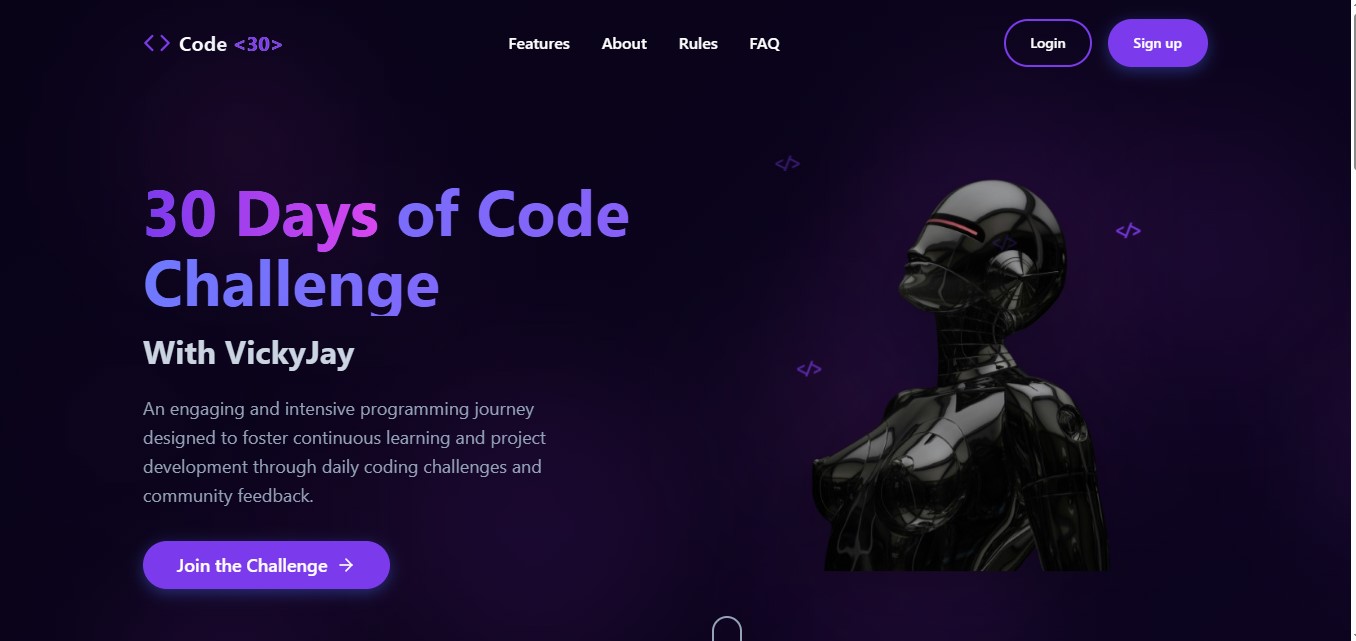 Code <30>
Features About Rules FAQ
Login Sign up
30 Days of Code
Challenge
With VickyJay
An engaging and intensive programming journey
designed to foster continuous learning and project
development through daily coding challenges and
community feedback.
Join the Challenge →
</>
</>
</>
</>